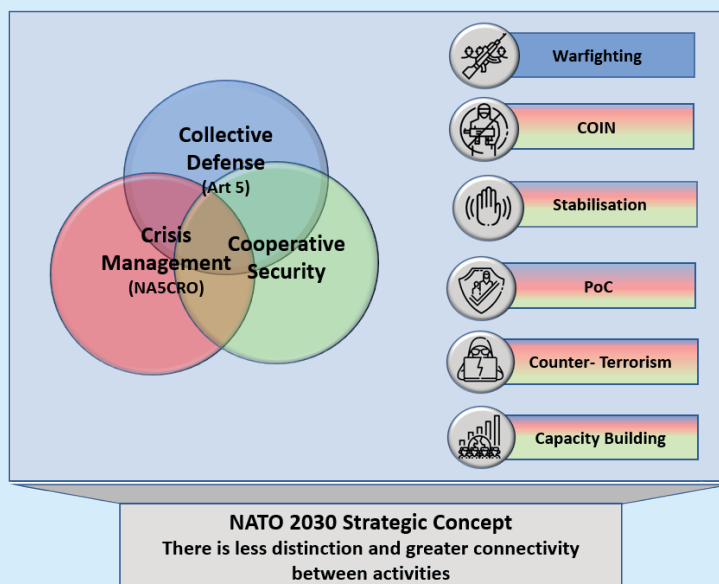 Collective
Defense
(Art 5)
Crisis
Management
(NA5CRO)
Cooperative
Security
Warfighting
COIN
Stabilisation
PoC
Counter- Terrorism
Capacity Building
NATO 2030 Strategic Concept
There is less distinction and greater connectivity
between activities